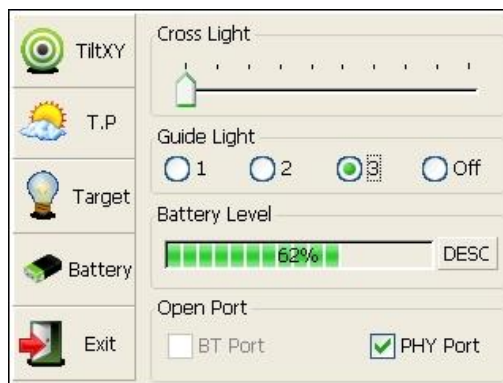 TiltXY
T.P
Target
Battery
Exit
Cross Light
Guide Light
1 2 3 Off
Battery Level
62% DESC
Open Port
BT Port PHY Port